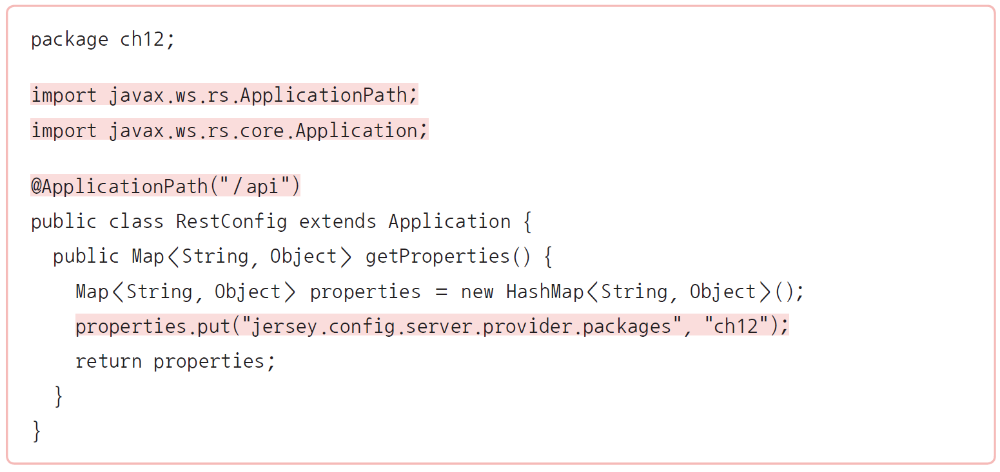 package ch12;
import javax.ws.rs.ApplicationPath;
import javax.ws.rs.core.Application;
@ApplicationPath("/api")
public class RestConfig extends Application {
public Map<String, Object> getProperties() {
Map<String, Object> properties = new HashMap<String, Object>();
properties.put("jersey.config.server.provider.packages", "ch12");
return properties;
}
}